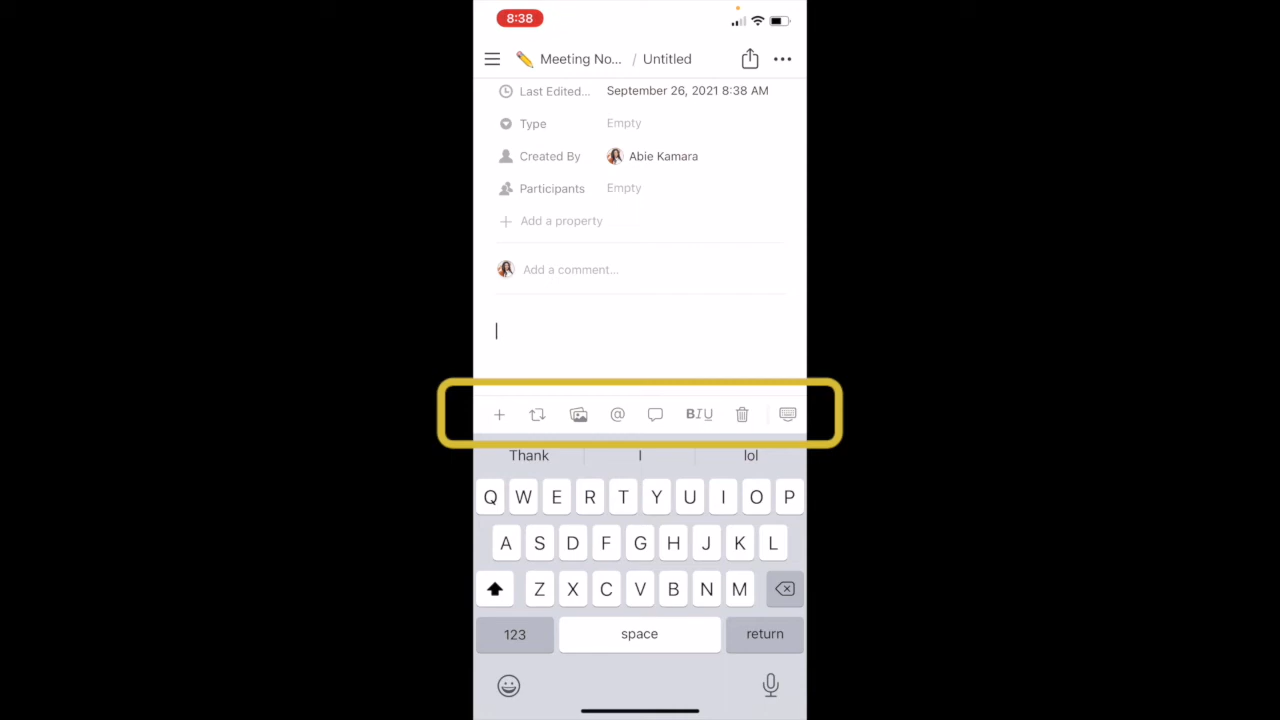 8:38
Meeting No... / Untitled
Last Edited... September 26, 2021 8:38 AM
Type Empty
Created By Abie Kamara
Participants Empty
+ Add a property
Add a comment...
+ @ BIU
Thank I lol
Q W E R T Y U I O P
A S D F G H J K L
Z X C V B N M
123 space return